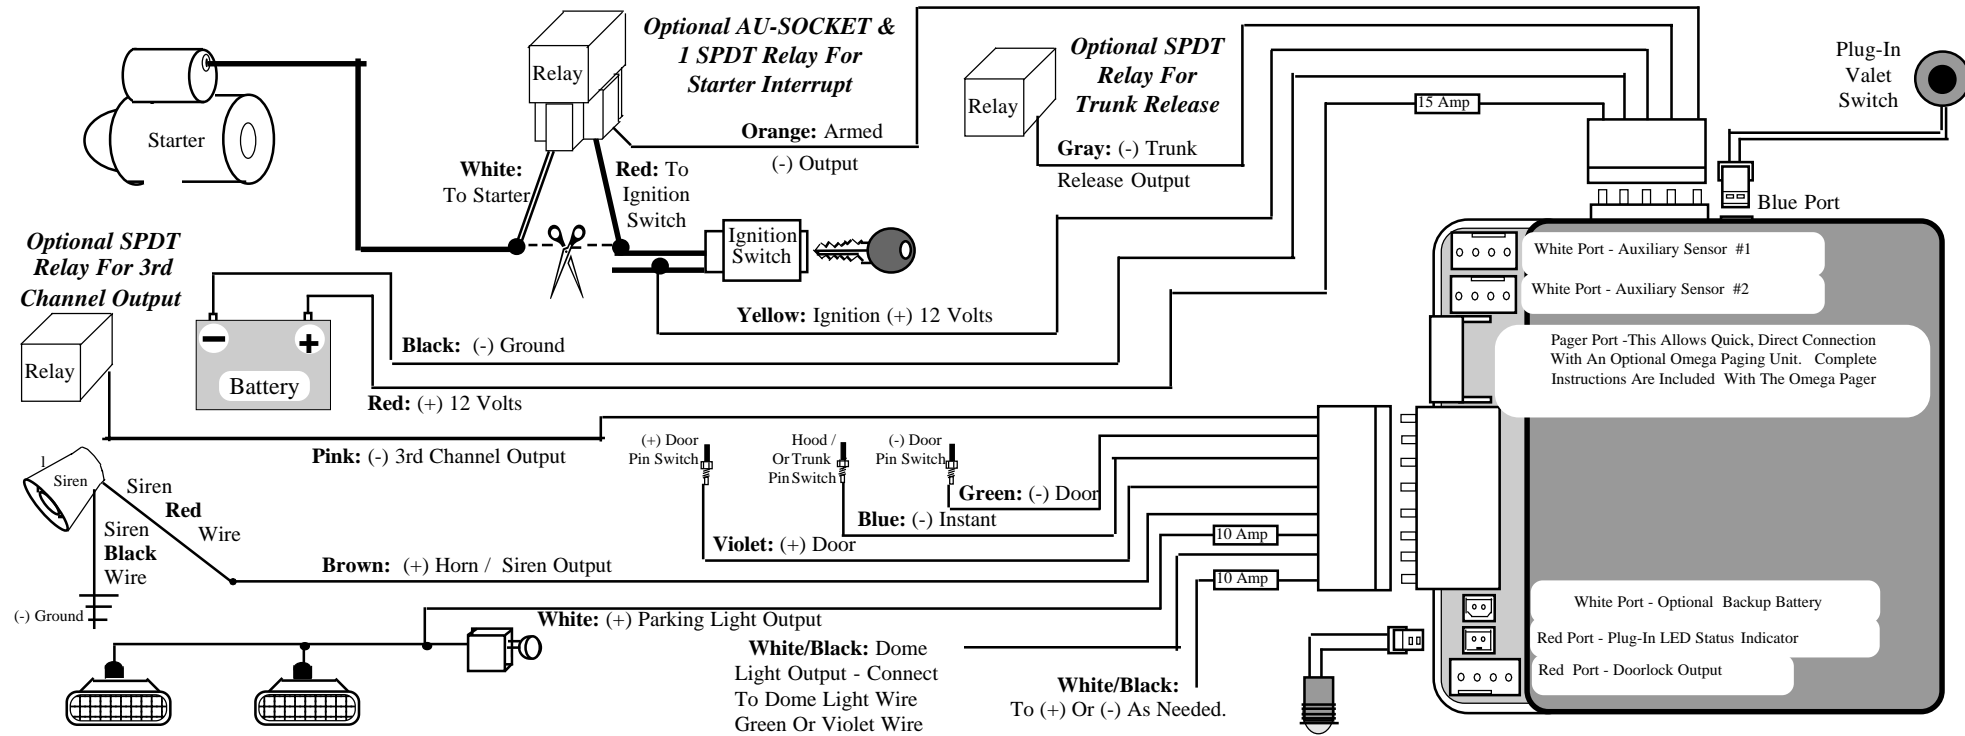 Optional AU-SOCKET &
1 SPDT Relay For
Starter Interrupt
Relay
Optional SPDT
Relay For
Trunk Release
Relay
Plug-In
Valet
Switch
15 Amp
Starter
Orange: Armed
(-) Output
White:
To Starter
Red: To
Ignition
Switch
Gray: (-) Trunk
Release Output
Blue Port
Ignition
Switch
Optional SPDT
Relay For 3rd
Channel Output
Relay
White Port - Auxiliary Sensor #1
White Port - Auxiliary Sensor #2
Yellow: Ignition (+) 12 Volts
Black: (-) Ground
Battery
Red: (+) 12 Volts
Pager Port -This Allows Quick, Direct Connection
With An Optional Omega Paging Unit. Complete
Instructions Are Included With The Omega Pager
Pink: (-) 3rd Channel Output
(+) Door
Pin Switch
Hood /
Or Trunk
Pin Switch
(-) Door
Pin Switch
Green: (-) Door
Blue: (-) Instant
Violet: (+) Door
10 Amp
10 Amp
1
Siren
Siren
Red
Wire
Siren
Black
Wire
(-) Ground
Brown: (+) Horn / Siren Output
White: (+) Parking Light Output
White/Black: Dome
Light Output - Connect
To Dome Light Wire
Green Or Violet Wire
White/Black:
To (+) Or (-) As Needed.
White Port - Optional Backup Battery
Red Port - Plug-In LED Status Indicator
Red Port - Doorlock Output